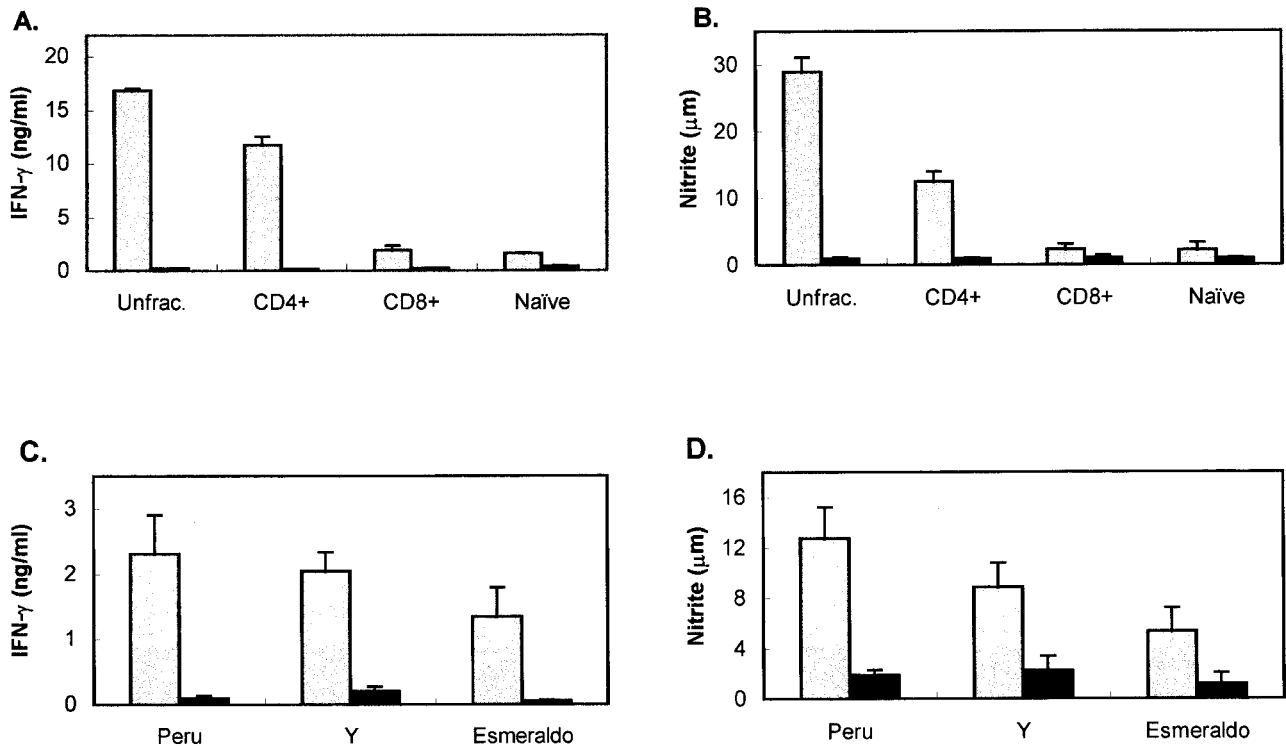 A.
IFN-γ (ng/ml)
20
15
10
5
0
Unfrac. CD4+ CD8+ Naïve
B.
Nitrite (μm)
30
20
10
0
Unfrac. CD4+ CD8+ Naïve
C.
IFN-γ (ng/ml)
3
2
1
0
Peru Y Esmeraldo
D.
Nitrite (μm)
16
12
8
4
0
Peru Y Esmeraldo